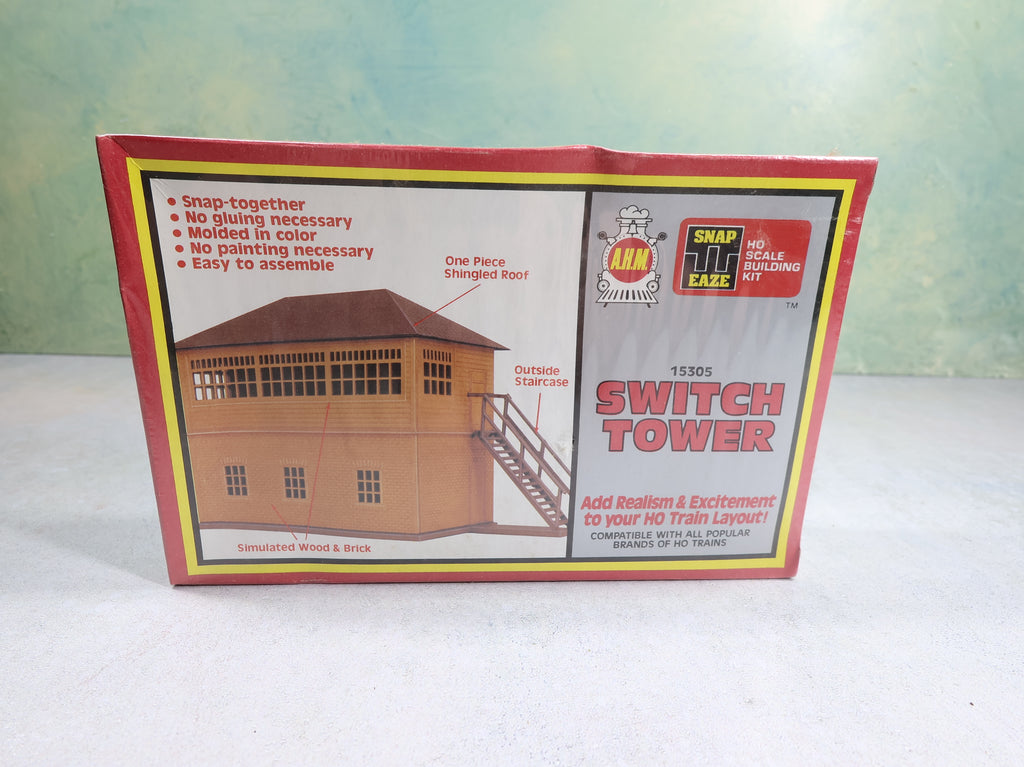 • Snap-together
• No gluing necessary
• Molded in color
• No painting necessary
• Easy to assemble
One Piece
Shingled Roof
Outside
Staircase
Simulated Wood & Brick
A.H.M.
SNAP
EAZE
HO
SCALE
BUILDING
KIT
TM
15305
SWITCH
TOWER
Add Realism & Excitement
to your HO Train Layout!
COMPATIBLE WITH ALL POPULAR
BRANDS OF HO TRAINS